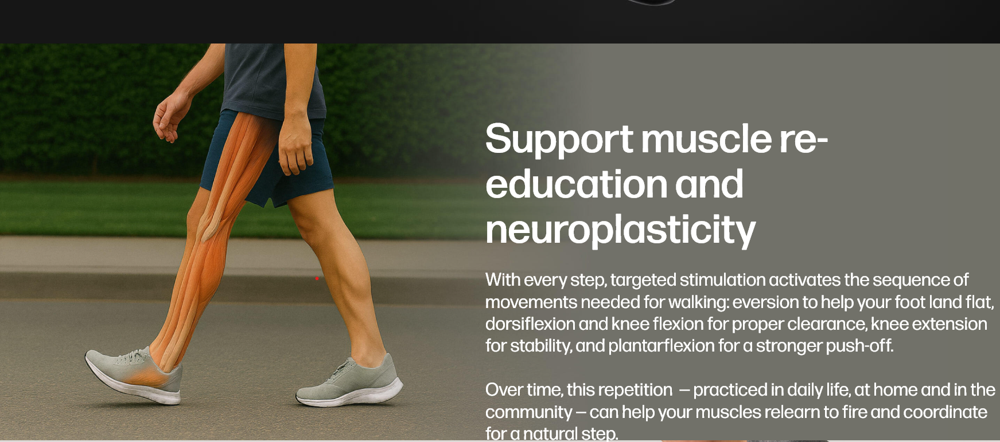 Support muscle re-
education and
neuroplasticity
With every step, targeted stimulation activates the sequence of
movements needed for walking: eversion to help your foot land flat,
dorsiflexion and knee flexion for proper clearance, knee extension
for stability, and plantarflexion for a stronger push-off.
Over time, this repetition — practiced in daily life, at home and in the
community — can help your muscles relearn to fire and coordinate
for a natural step.